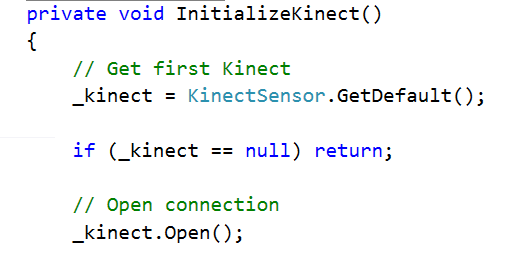 private void InitializeKinect()
{
// Get first Kinect
_kinect = KinectSensor.GetDefault();
if (_kinect == null) return;
// Open connection
_kinect.Open();